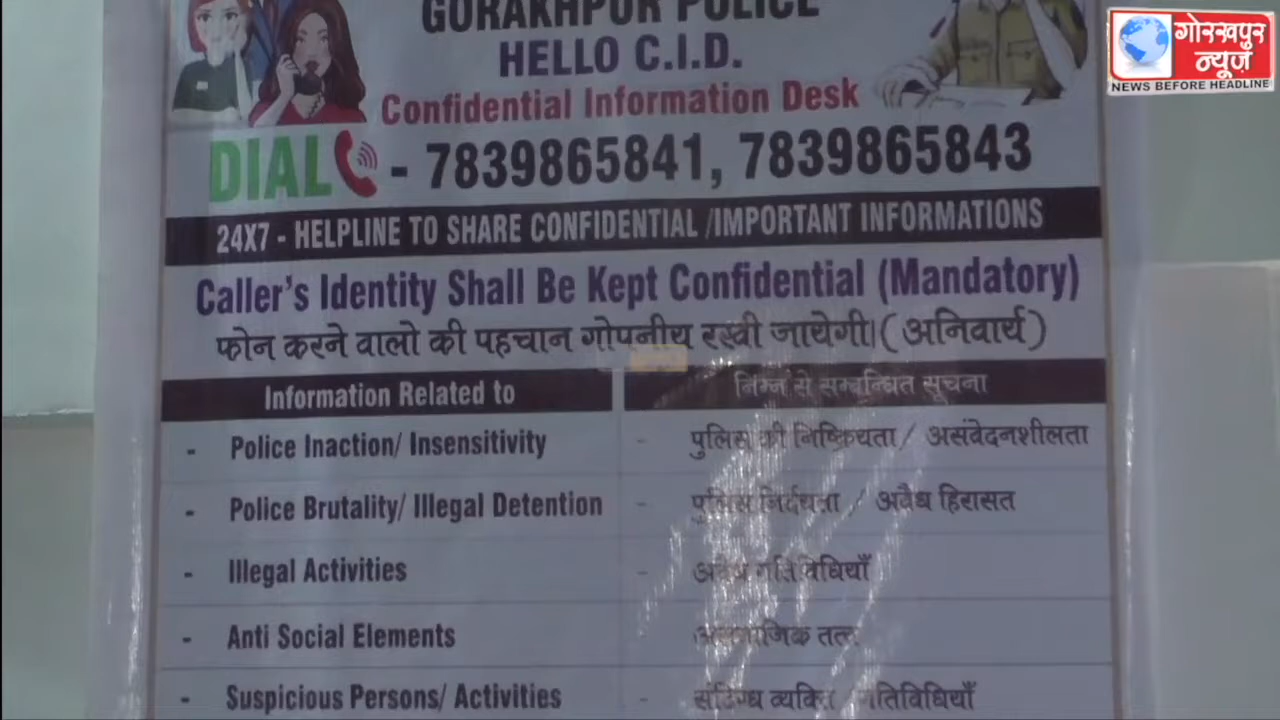 GORAKHPUR POLICE
HELLO C.I.D.
Confidential Information Desk
DIAL - 7839865841, 7839865843
24X7 - HELPLINE TO SHARE CONFIDENTIAL /IMPORTANT INFORMATIONS
Caller's Identity Shall Be Kept Confidential (Mandatory)
फोन करने वालो की पहचान गोपनीय रखी जायेगी। (अनिवार्य)
Information Related to निम्न से सम्बन्धित सूचना
- Police Inaction/ Insensitivity - पुलिस की निष्क्रियता / असंवेदनशीलता
- Police Brutality/ Illegal Detention - पुलिस निर्दयता / अवैध हिरासत
- Illegal Activities - अवैध गतिविधियाँ
- Anti Social Elements तत्व
- Suspicious Persons/ Activities - संदिग्ध व्यक्ति / गतिविधियाँ
गोरखपुर
न्यूज़
NEWS BEFORE HEADLINE